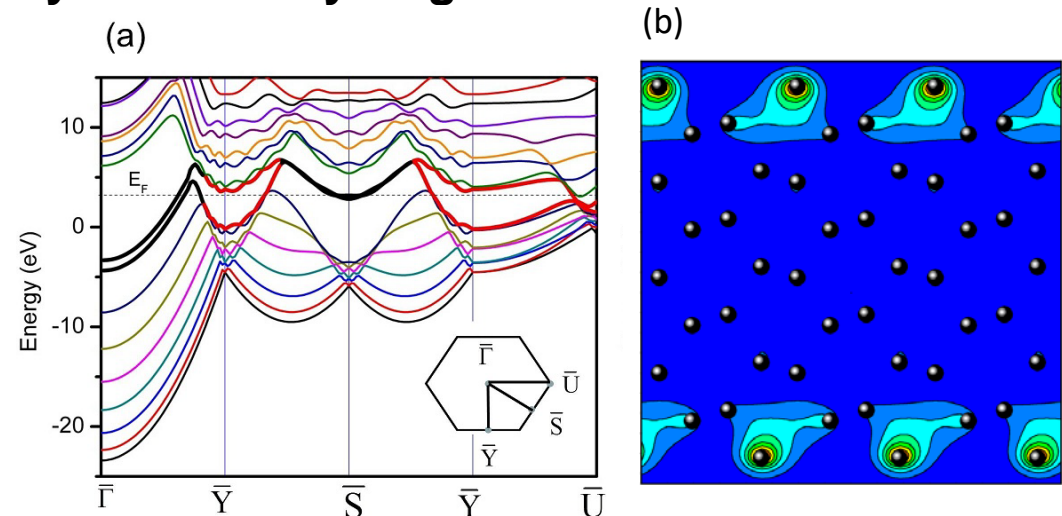 (a)
(b)
10
0
-10
-20
Energy (eV)
E_F
Γ̅
Y̅
S̅
Y̅
U̅
Γ̅
U̅
S̅
Y̅